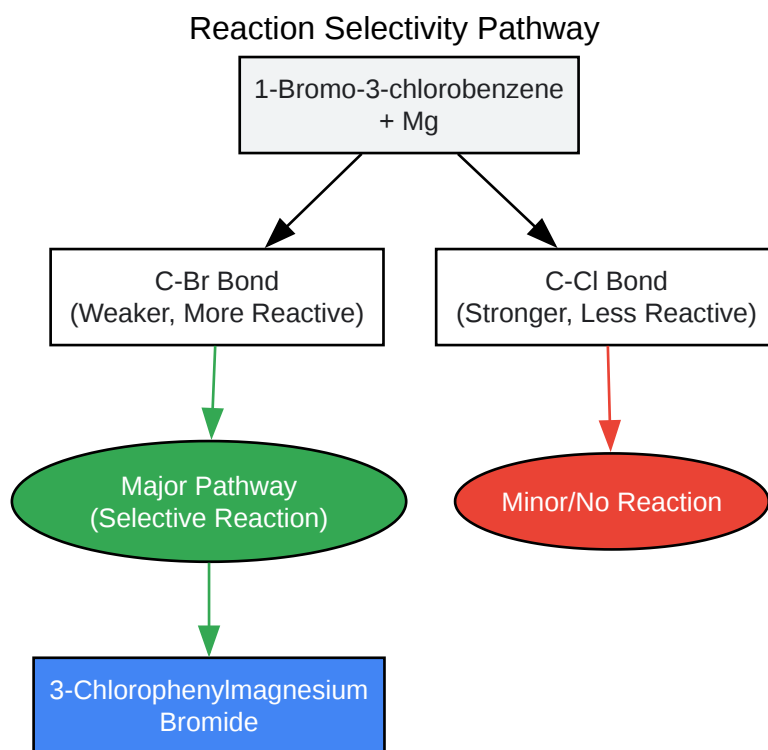 Reaction Selectivity Pathway
1-Bromo-3-chlorobenzene
+ Mg
C-Br Bond
(Weaker, More Reactive)
C-Cl Bond
(Stronger, Less Reactive)
Major Pathway
(Selective Reaction)
Minor/No Reaction
3-Chlorophenylmagnesium
Bromide